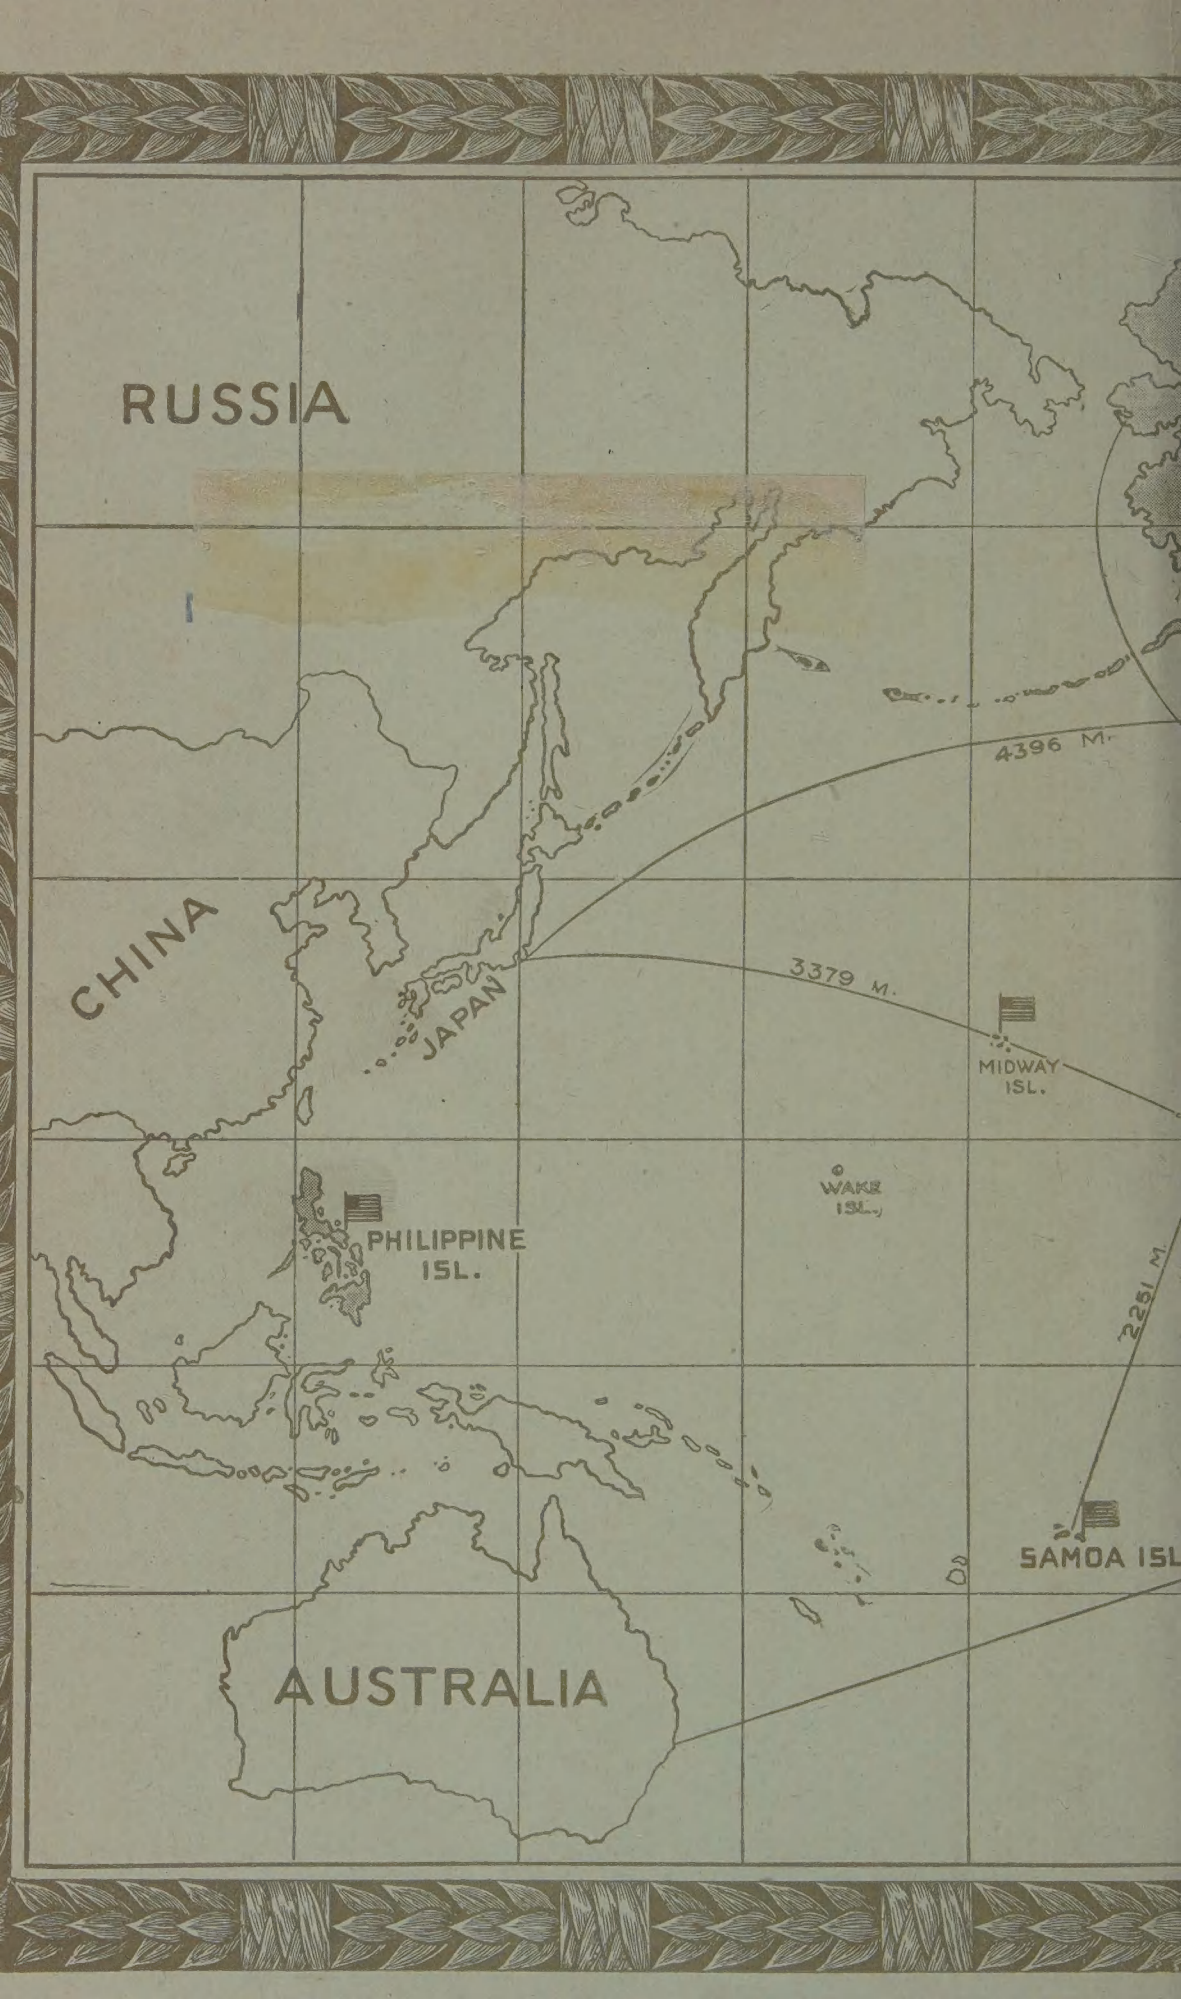 RUSSIA
4396 M.
CHINA
JAPAN
3379 M.
MIDWAY
ISL.
WAKE
ISL.
PHILIPPINE
ISL.
2251 M.
SAMOA ISL
AUSTRALIA